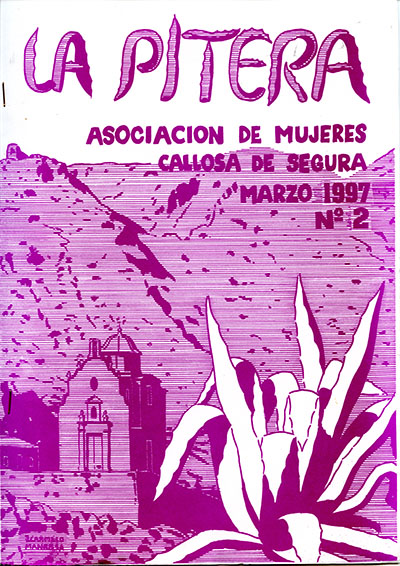 LA PITERA
ASOCIACION DE MUJERES
CALLOSA DE SEGURA
MARZO 1997
Nº 2